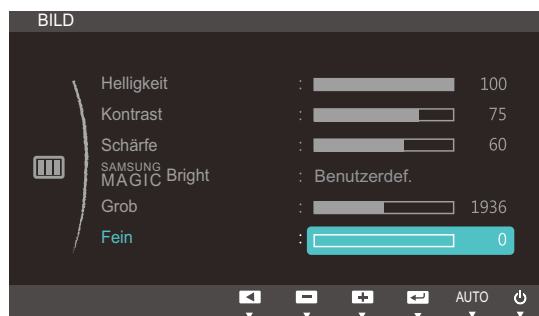 BILD
Helligkeit : 100
Kontrast : 75
Schärfe : 60
SAMSUNG
MAGIC Bright : Benutzerdef.
Grob : 1936
Fein : 0
AUTO